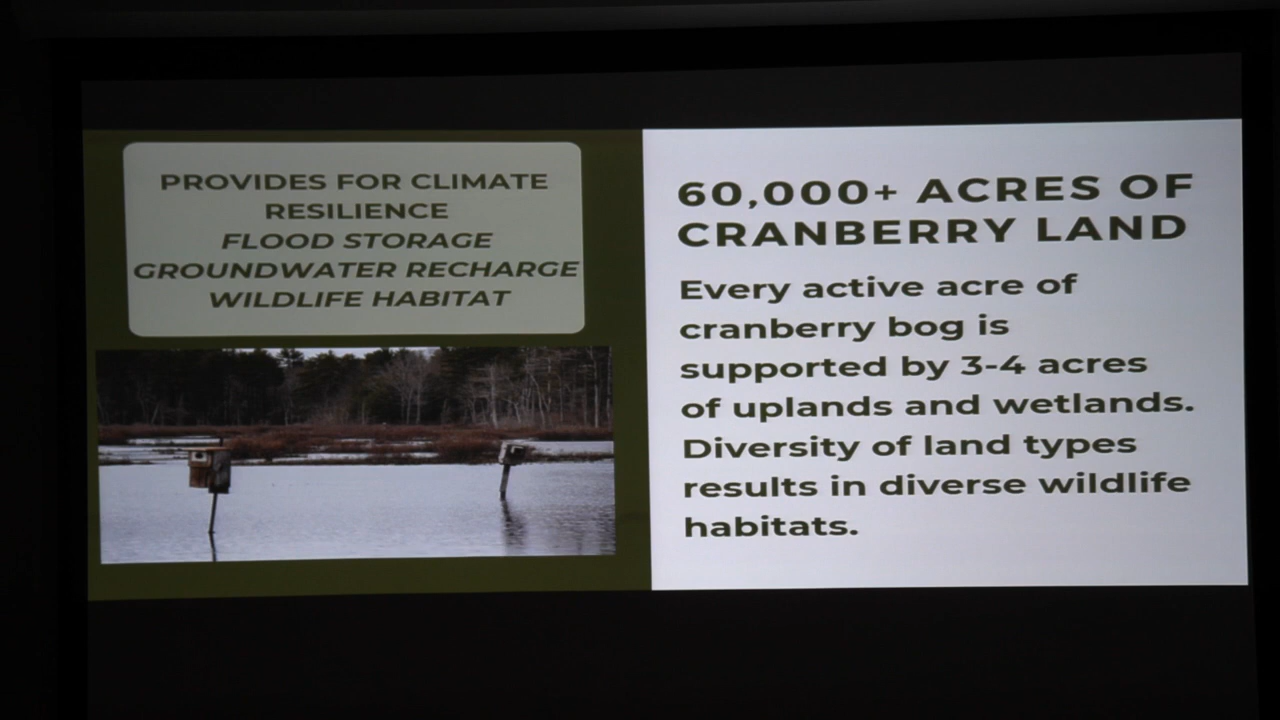 PROVIDES FOR CLIMATE
RESILIENCE
FLOOD STORAGE
GROUNDWATER RECHARGE
WILDLIFE HABITAT
60,000+ ACRES OF
CRANBERRY LAND
Every active acre of
cranberry bog is
supported by 3-4 acres
of uplands and wetlands.
Diversity of land types
results in diverse wildlife
habitats.